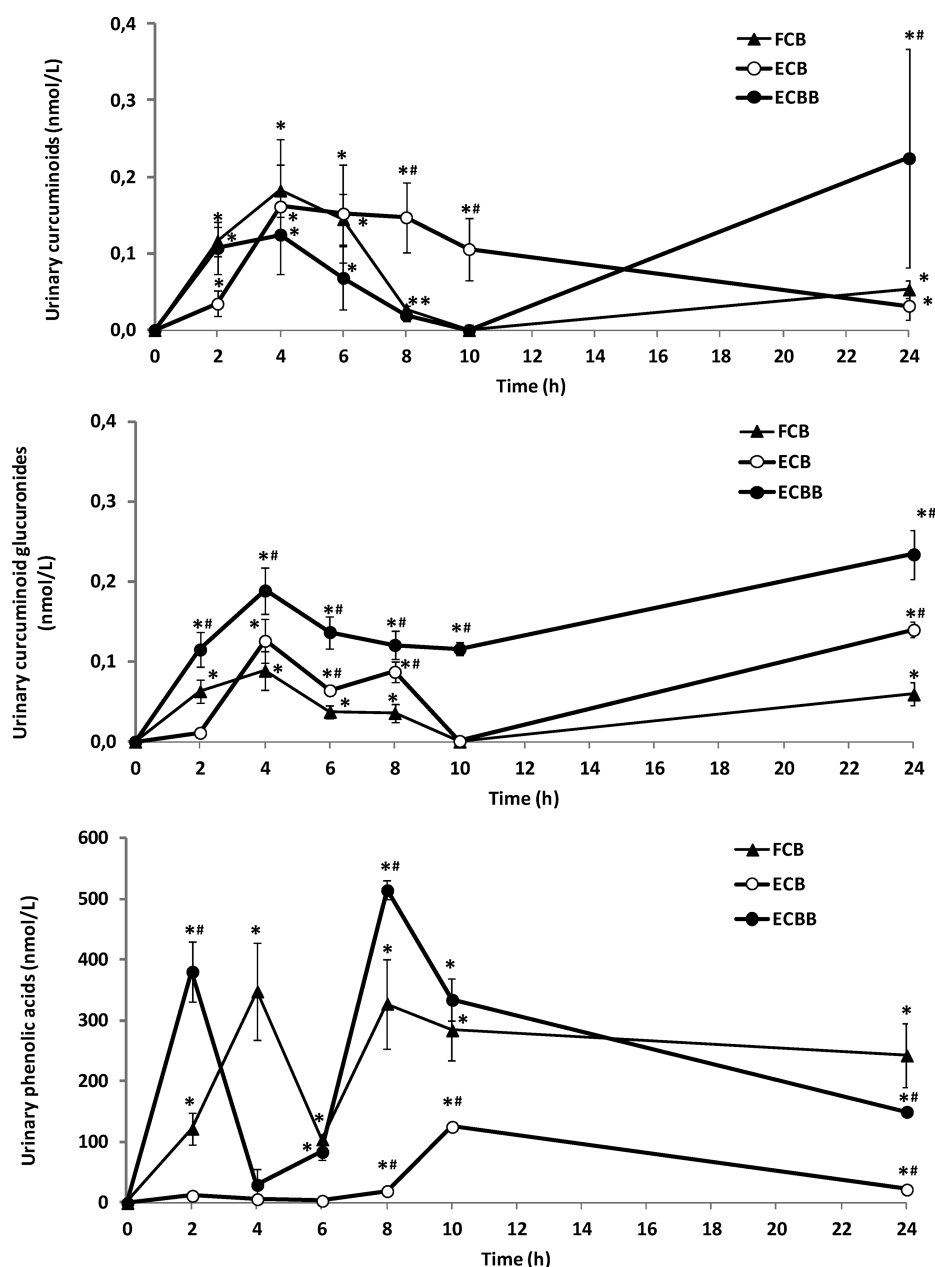 Urinary curcuminoids (nmol/L)
0,4
0,3
0,2
0,1
0,0
FCB
ECB
ECBB
* * *# *# *#
* * * * * * ** * *
0 2 4 6 8 10 12 14 16 18 20 22 24
Time (h)
Urinary curcuminoid glucuronides
(nmol/L)
0,4
0,3
0,2
0,1
0,0
FCB
ECB
ECBB
*# *# *# *# *# *#
* * * *# * *# * *# *
0 2 4 6 8 10 12 14 16 18 20 22 24
Time (h)
Urinary phenolic acids (nmol/L)
600
500
400
300
200
100
0
FCB
ECB
ECBB
*# * *# * * * *
* * * *# *# *# *#
0 2 4 6 8 10 12 14 16 18 20 22 24
Time (h)